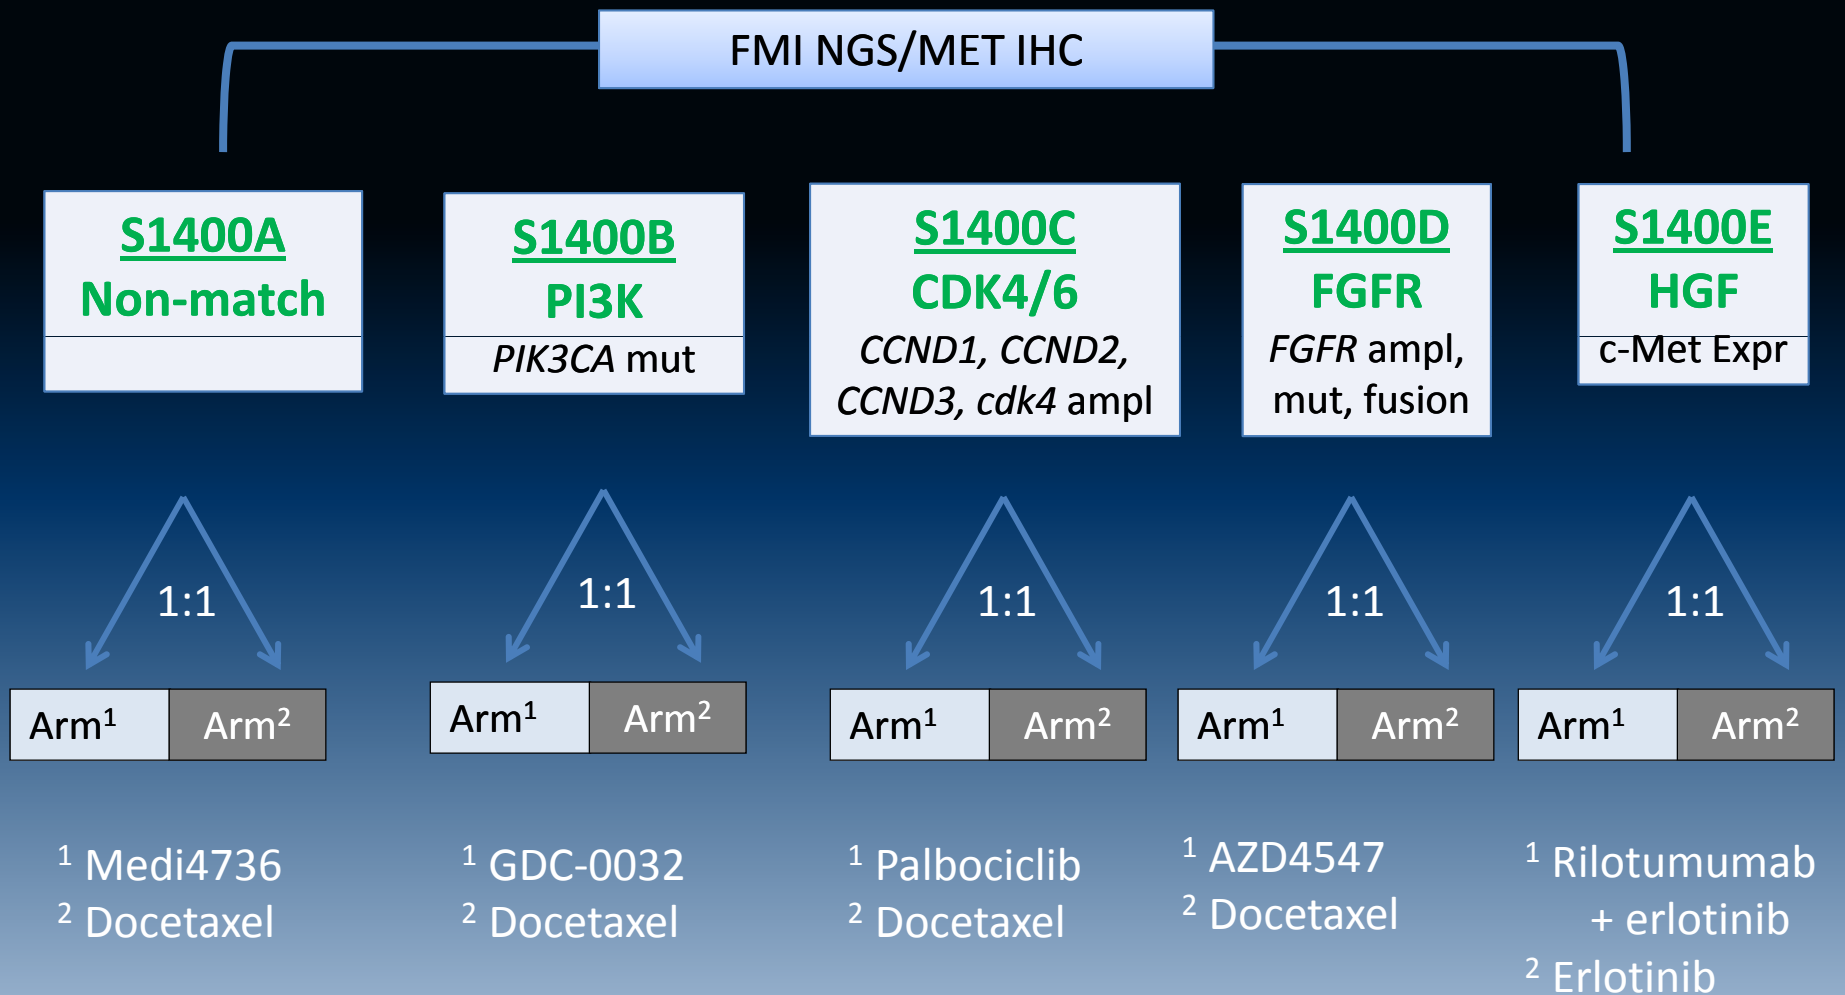 FMI NGS/MET IHC
S1400A
Non-match
S1400B
PI3K
PIK3CA mut
S1400C
CDK4/6
CCND1, CCND2,
CCND3, cdk4 ampl
S1400D
FGFR
FGFR ampl,
mut, fusion
S1400E
HGF
c-Met Expr
1:1
1:1
1:1
1:1
1:1
Arm¹
Arm²
Arm¹
Arm²
Arm¹
Arm²
Arm¹
Arm²
Arm¹
Arm²
¹ Medi4736
² Docetaxel
¹ GDC-0032
² Docetaxel
¹ Palbociclib
² Docetaxel
¹ AZD4547
² Docetaxel
¹ Rilotumumab
+ erlotinib
² Erlotinib